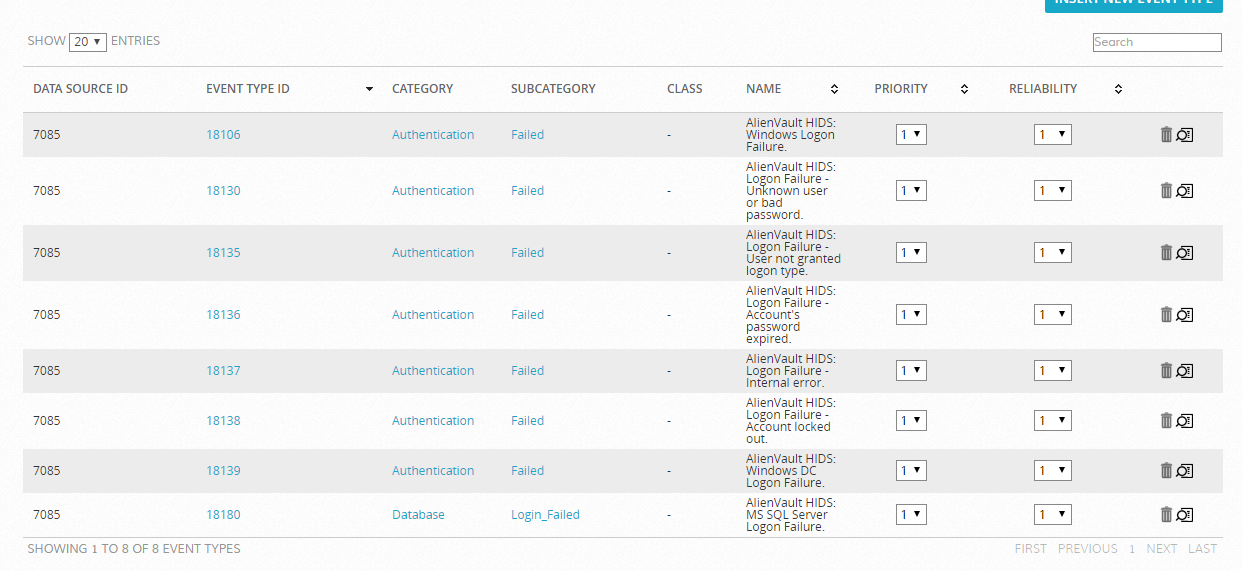 INSERT NEW EVENT TYPE
SHOW 20 ENTRIES
Search
DATA SOURCE ID EVENT TYPE ID CATEGORY SUBCATEGORY CLASS NAME PRIORITY RELIABILITY
7085 18106 Authentication Failed - AlienVault HIDS:
Windows Logon
Failure. 1 1
7085 18130 Authentication Failed - AlienVault HIDS:
Logon Failure -
Unknown user
or bad
password. 1 1
7085 18135 Authentication Failed - AlienVault HIDS:
Logon Failure -
User not granted
logon type. 1 1
7085 18136 Authentication Failed - AlienVault HIDS:
Logon Failure -
Account's
password
expired. 1 1
7085 18137 Authentication Failed - AlienVault HIDS:
Logon Failure -
Internal error. 1 1
7085 18138 Authentication Failed - AlienVault HIDS:
Logon Failure -
Account locked
out. 1 1
7085 18139 Authentication Failed - AlienVault HIDS:
Windows DC
Logon Failure. 1 1
7085 18180 Database Login_Failed - AlienVault HIDS:
MS SQL Server
Logon Failure. 1 1
SHOWING 1 TO 8 OF 8 EVENT TYPES
FIRST PREVIOUS 1 NEXT LAST